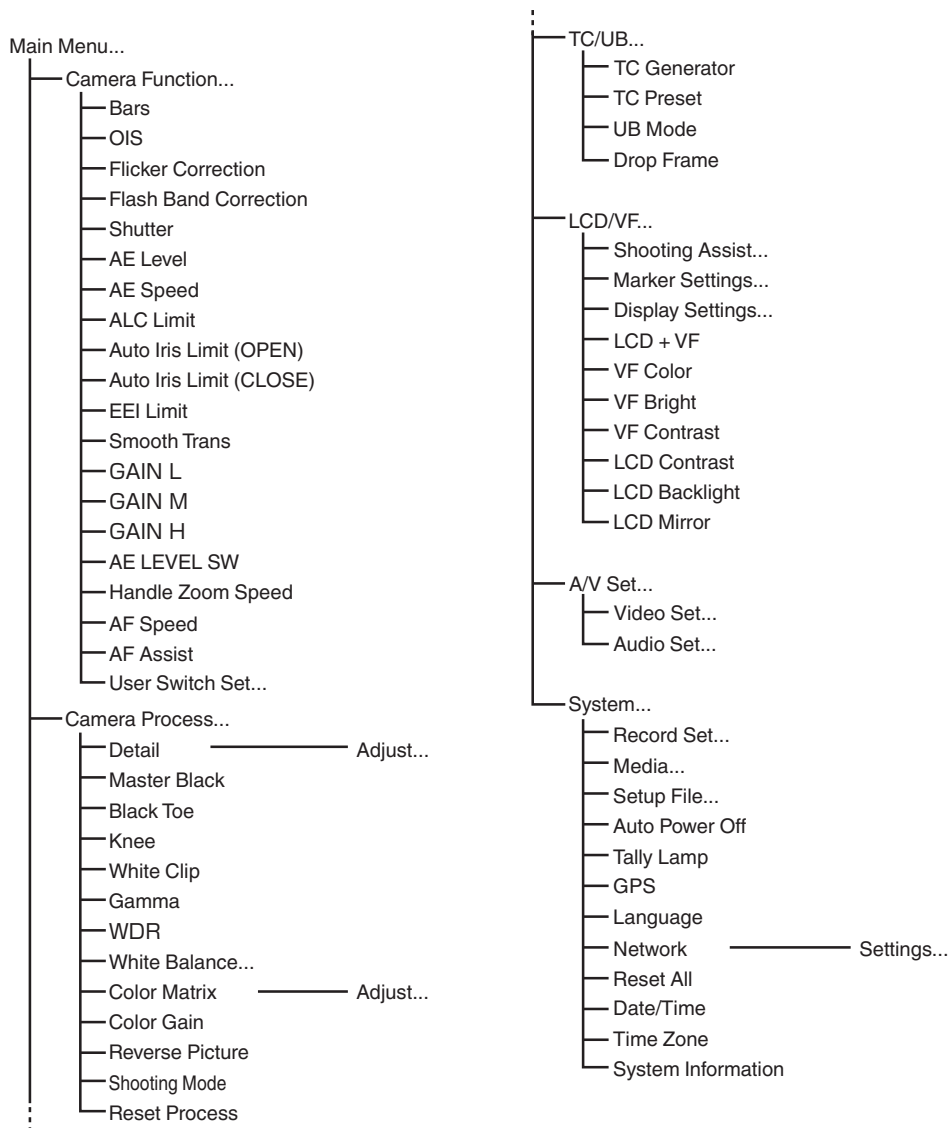 Main Menu...
Camera Function...
Bars
OIS
Flicker Correction
Flash Band Correction
Shutter
AE Level
AE Speed
ALC Limit
Auto Iris Limit (OPEN)
Auto Iris Limit (CLOSE)
EEI Limit
Smooth Trans
GAIN L
GAIN M
GAIN H
AE LEVEL SW
Handle Zoom Speed
AF Speed
AF Assist
User Switch Set...
Camera Process...
Detail Adjust...
Master Black
Black Toe
Knee
White Clip
Gamma
WDR
White Balance...
Color Matrix Adjust...
Color Gain
Reverse Picture
Shooting Mode
Reset Process
TC/UB...
TC Generator
TC Preset
UB Mode
Drop Frame
LCD/VF...
Shooting Assist...
Marker Settings...
Display Settings...
LCD + VF
VF Color
VF Bright
VF Contrast
LCD Contrast
LCD Backlight
LCD Mirror
A/V Set...
Video Set...
Audio Set...
System...
Record Set...
Media...
Setup File...
Auto Power Off
Tally Lamp
GPS
Language
Network Settings...
Reset All
Date/Time
Time Zone
System Information